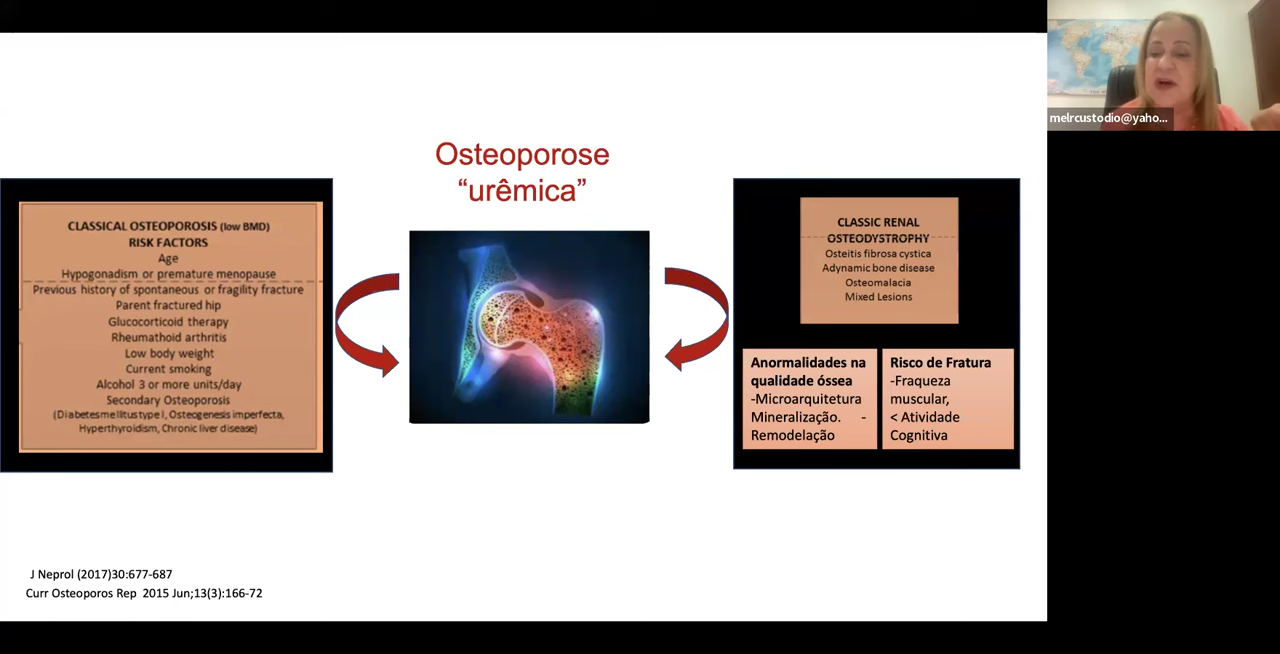 Osteoporose
“urêmica”
CLASSICAL OSTEOPOROSIS (low BMD)
RISK FACTORS
Age
Hypogonadism or premature menopause
Previous history of spontaneous or fragility fracture
Parent fractured hip
Glucocorticoid therapy
Rheumathoid arthritis
Low body weight
Current smoking
Alcohol 3 or more units/day
Secondary Osteoporosis
(Diabetes mellitus type I, Osteogenesis imperfecta,
Hyperthyroidism, Chronic liver disease)
CLASSIC RENAL
OSTEODYSTROPHY
Osteitis fibrosa cystica
Adynamic bone disease
Osteomalacia
Mixed Lesions
Anormalidades na
qualidade óssea
-Microarquitetura
Mineralização. -
Remodelação
Risco de Fratura
-Fraqueza
muscular,
< Atividade
Cognitiva
J Neprol (2017)30:677-687
Curr Osteoporos Rep 2015 Jun;13(3):166-72
melrcustodio@yaho...